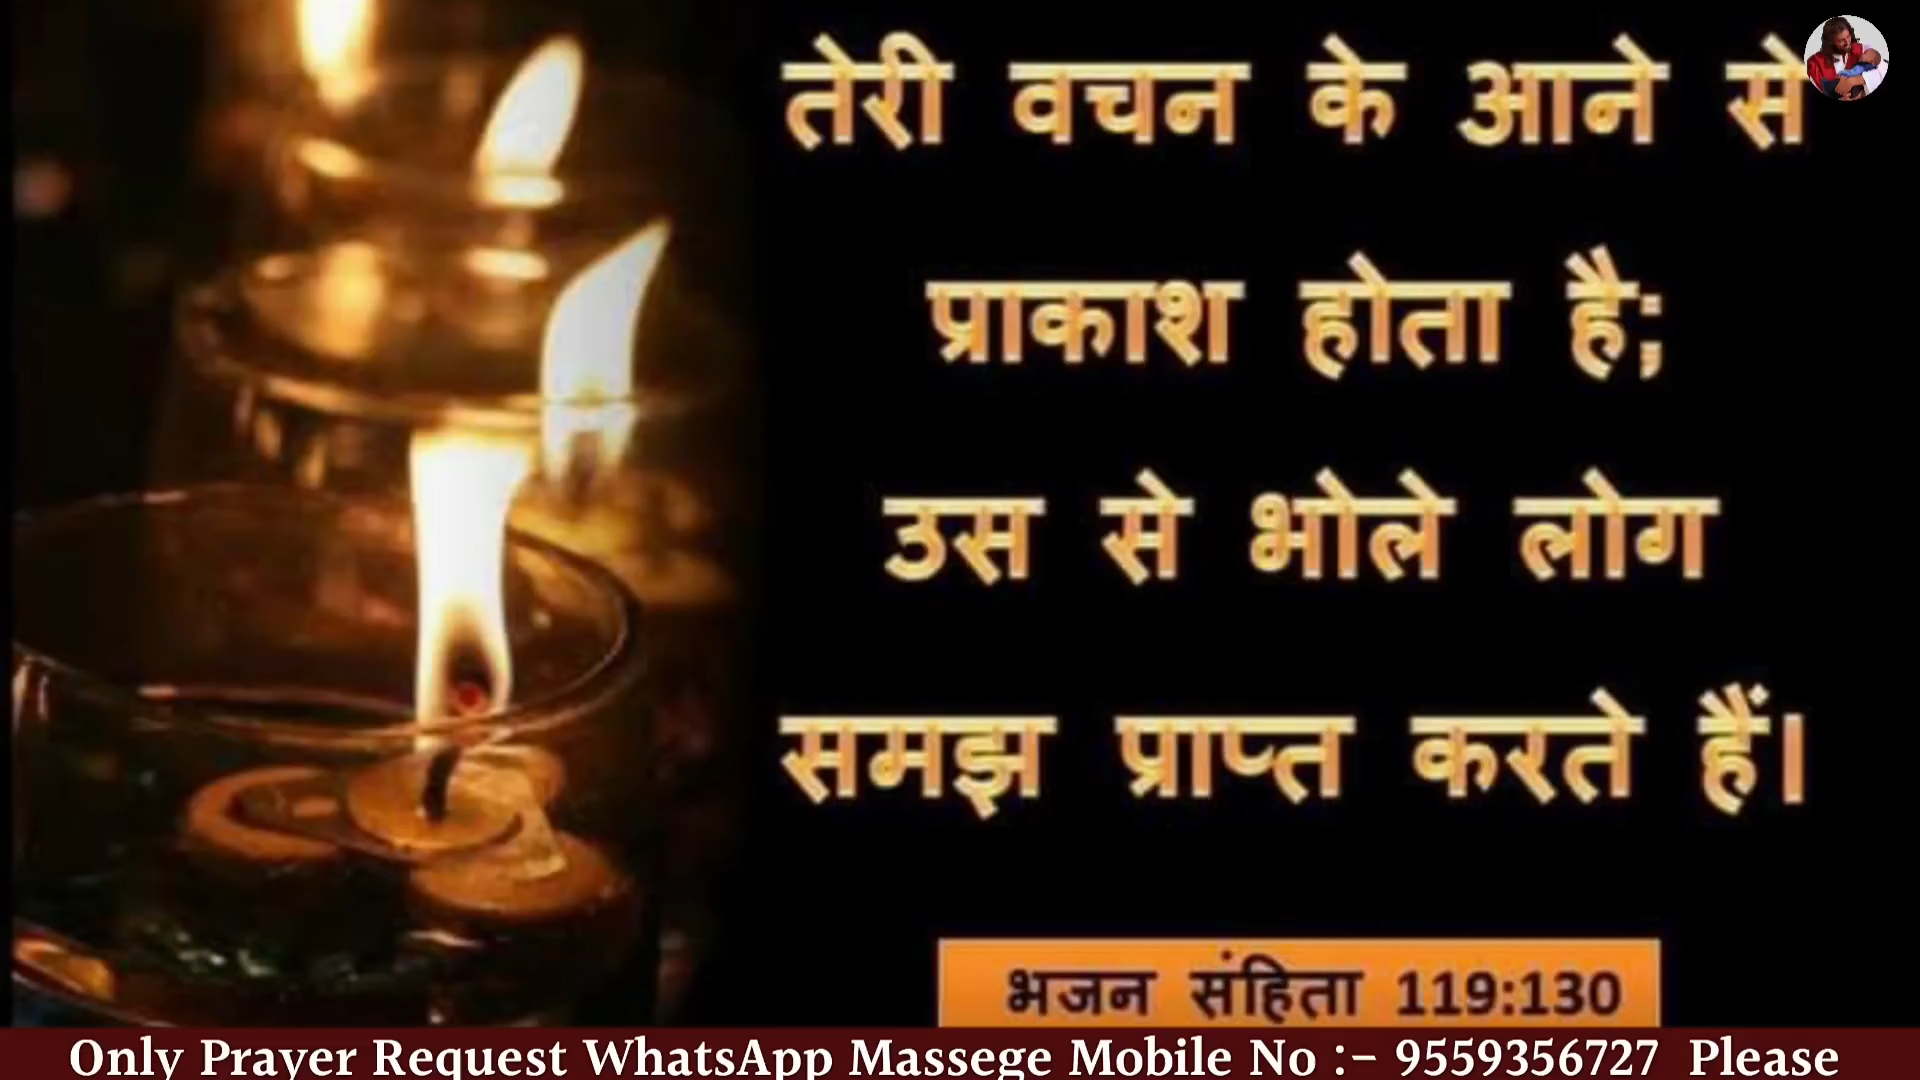 तेरी वचन के आने से
प्राकाश होता है;
उस से भोले लोग
समझ प्राप्त करते हैं।
भजन संहिता 119:130
Only Prayer Request WhatsApp Massege Mobile No :- 9559356727 Please